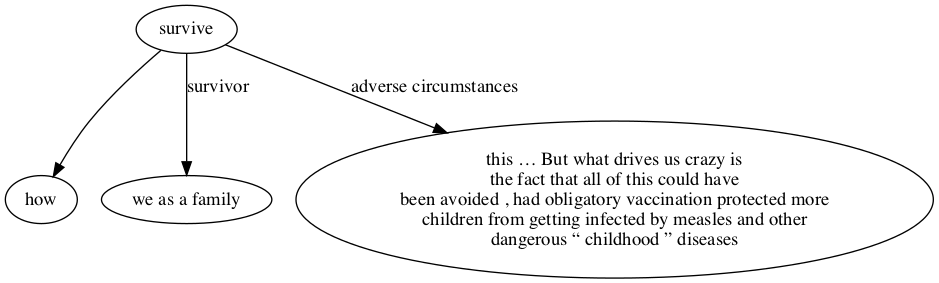 survive
survivor
adverse circumstances
how
we as a family
this … But what drives us crazy is
the fact that all of this could have
been avoided , had obligatory vaccination protected more
children from getting infected by measles and other
dangerous “ childhood ” diseases